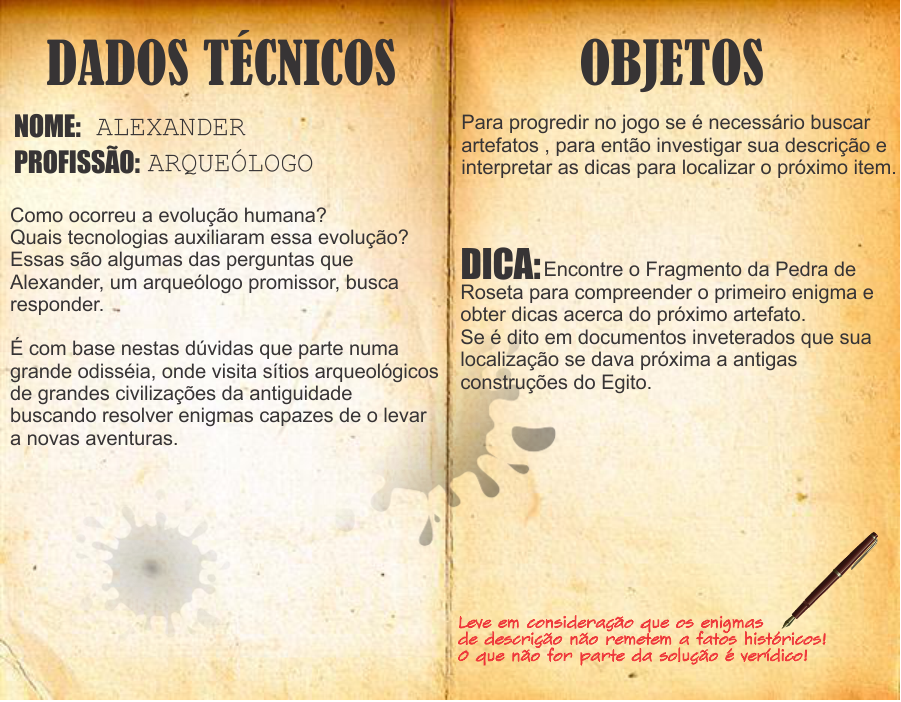 DADOS TÉCNICOS
NOME: ALEXANDER
PROFISSÃO: ARQUEÓLOGO
Como ocorreu a evolução humana?
Quais tecnologias auxiliaram essa evolução?
Essas são algumas das perguntas que
Alexander, um arqueólogo promissor, busca
responder.
É com base nestas dúvidas que parte numa
grande odisséia, onde visita sítios arqueológicos
de grandes civilizações da antiguidade
buscando resolver enigmas capazes de o levar
a novas aventuras.
OBJETOS
Para progredir no jogo se é necessário buscar
artefatos , para então investigar sua descrição e
interpretar as dicas para localizar o próximo item.
DICA: Encontre o Fragmento da Pedra de
Roseta para compreender o primeiro enigma e
obter dicas acerca do próximo artefato.
Se é dito em documentos inveterados que sua
localização se dava próxima a antigas
construções do Egito.
Leve em consideração que os enigmas
de descrição não remetem a fatos históricos!
O que não for parte da solução é verídico!